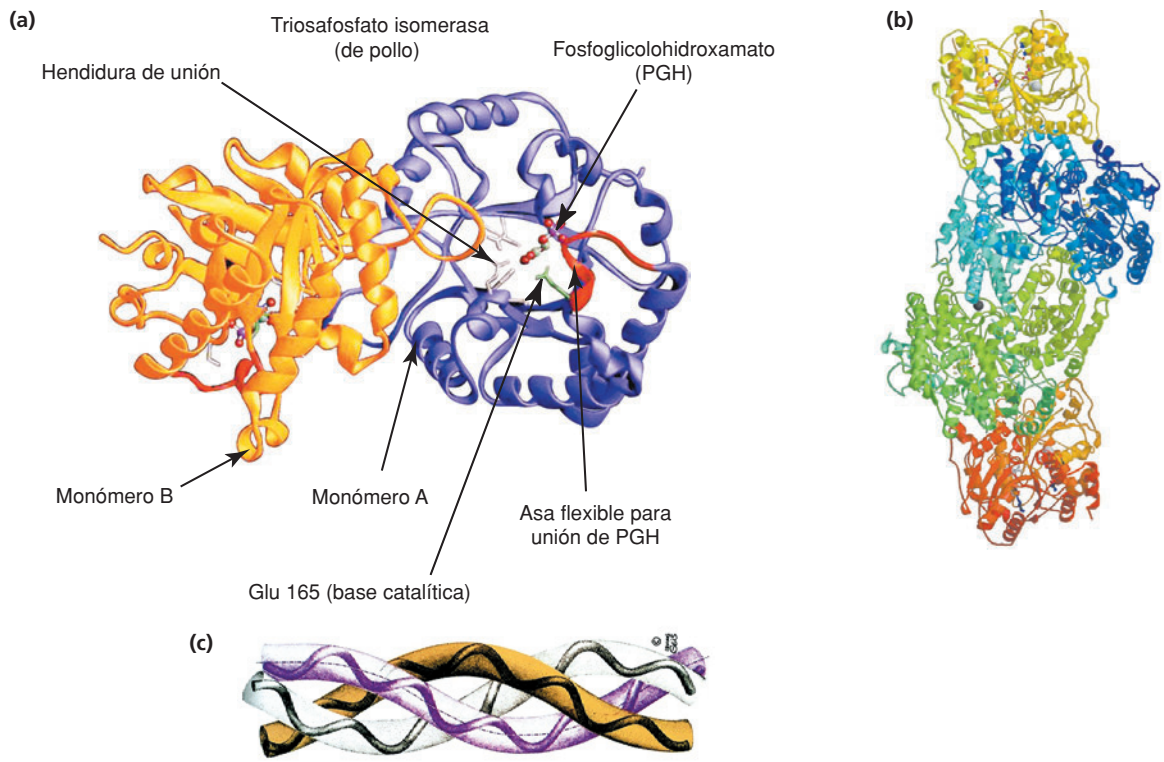 (a)
Triosafosfato isomerasa
(de pollo)
Hendidura de unión
Fosfoglicolohidroxamato
(PGH)
(b)
Monómero B
Monómero A
Asa flexible para
unión de PGH
Glu 165 (base catalítica)
(c)